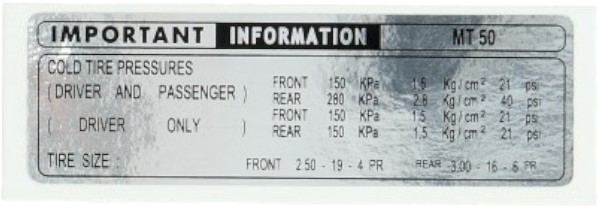 IMPORTANT INFORMATION MT 50
COLD TIRE PRESSURES
( DRIVER AND PASSENGER ) FRONT 150 KPa 1.5 Kg/cm² 21 psi
REAR 280 KPa 2.8 Kg/cm² 40 psi
( DRIVER ONLY ) FRONT 150 KPa 1.5 Kg/cm² 21 psi
REAR 150 KPa 1.5 Kg/cm² 21 psi
TIRE SIZE : FRONT 2.50 - 19 - 4 PR REAR 3.00 - 16 - 6 PR